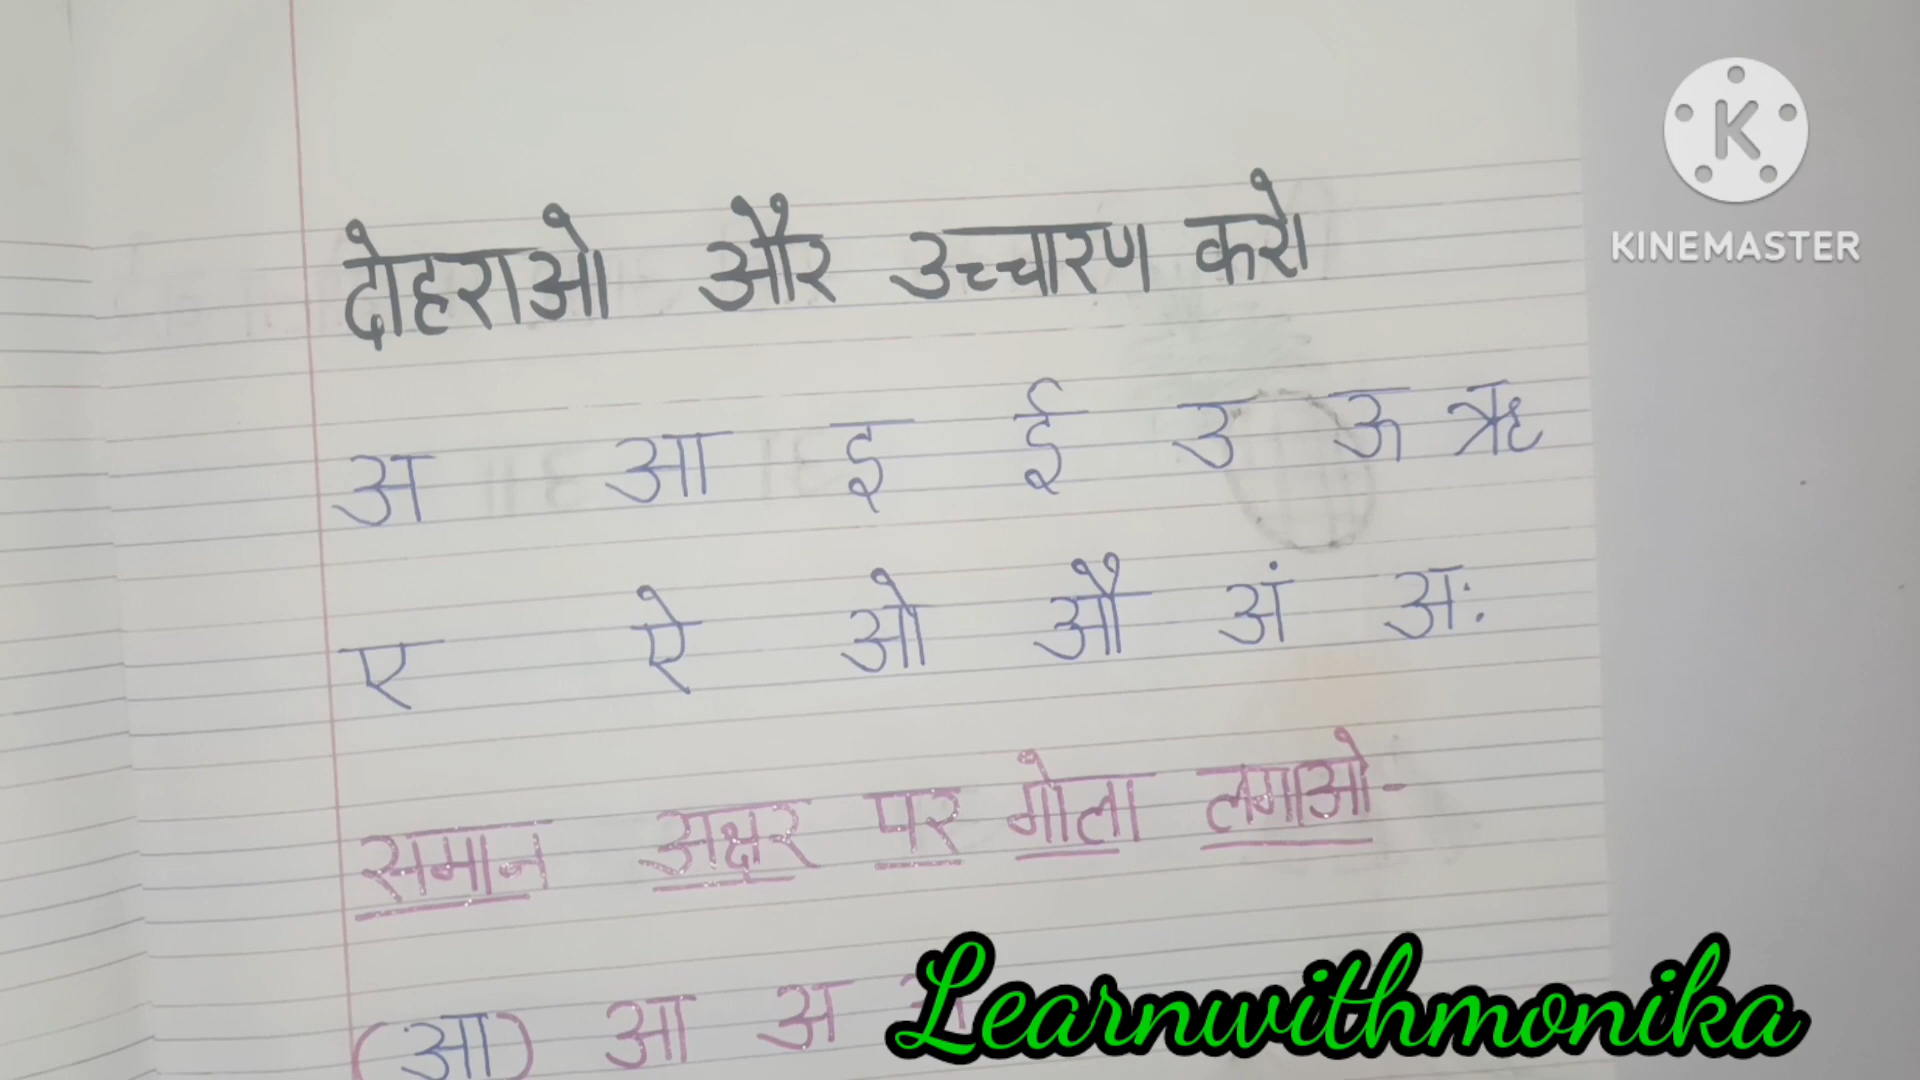 दोहराओ और उच्चारण करो
अ आ इ ई उ ऊ ऋ
ए ऐ ओ औ अं अः
समान अक्षर पर गोला लगाओ-
(आ) आ अ
KINEMASTER
Learnwithmonika